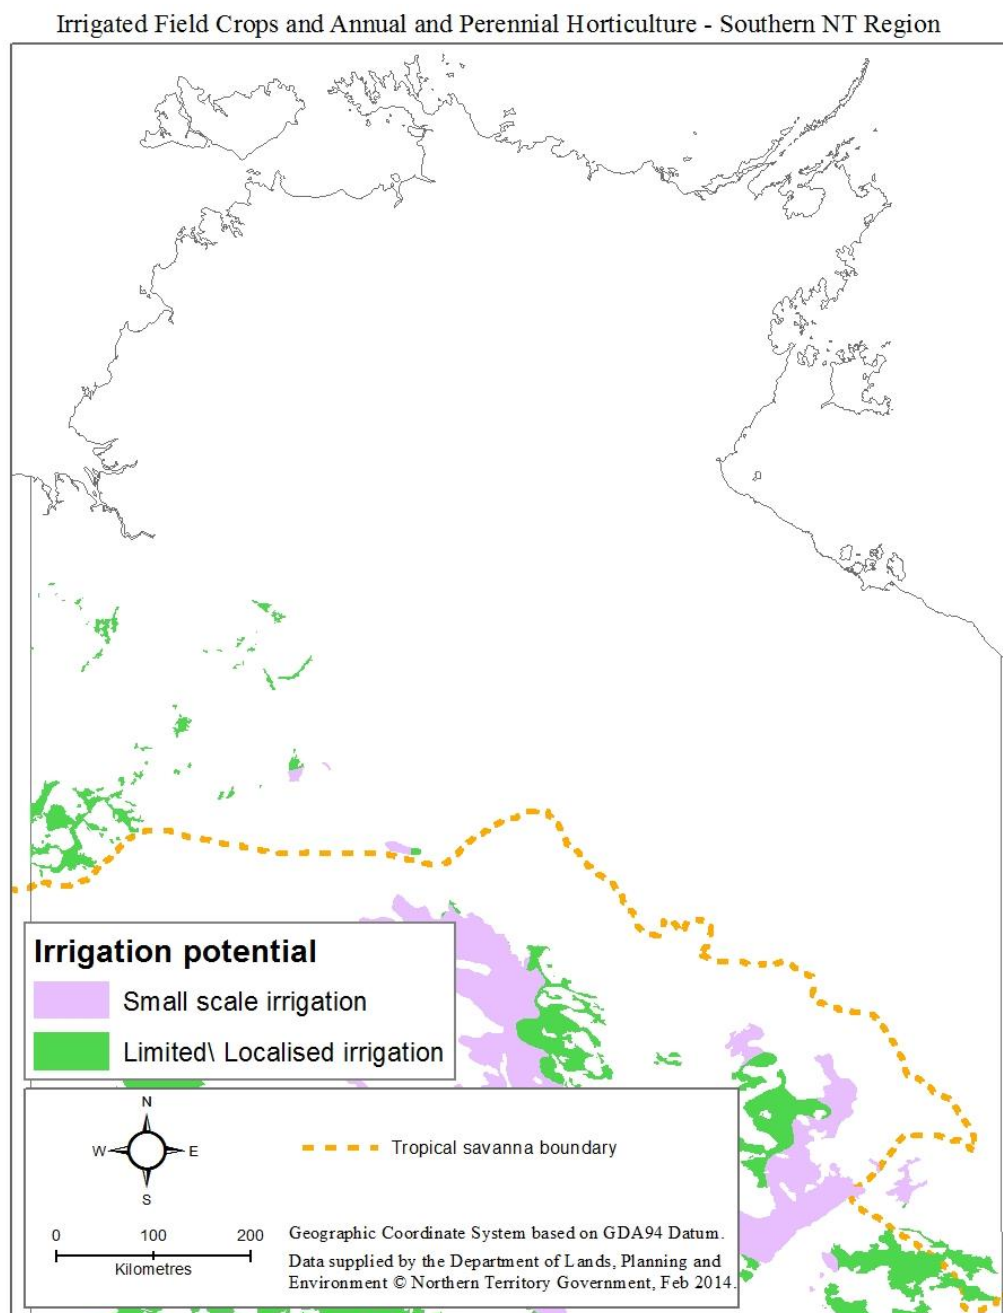 Irrigated Field Crops and Annual and Perennial Horticulture - Southern NT Region
Irrigation potential
Small scale irrigation
Limited\ Localised irrigation
N
W
E
S
Tropical savanna boundary
0 100 200
Kilometres
Geographic Coordinate System based on GDA94 Datum.
Data supplied by the Department of Lands, Planning and
Environment © Northern Territory Government, Feb 2014.